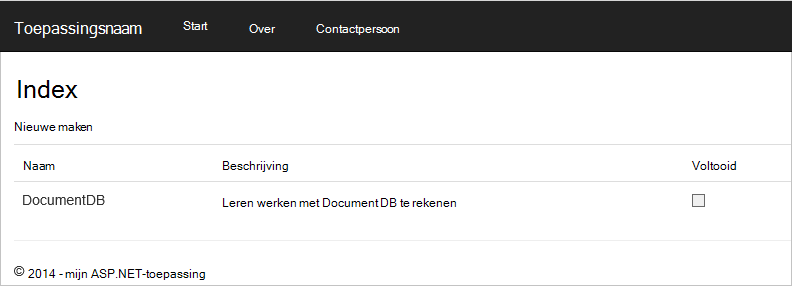 Toepassingsnaam Start Over Contactpersoon
Index
Nieuwe maken
Naam Beschrijving Voltooid
DocumentDB Leren werken met Document DB te rekenen
© 2014 - mijn ASP.NET-toepassing